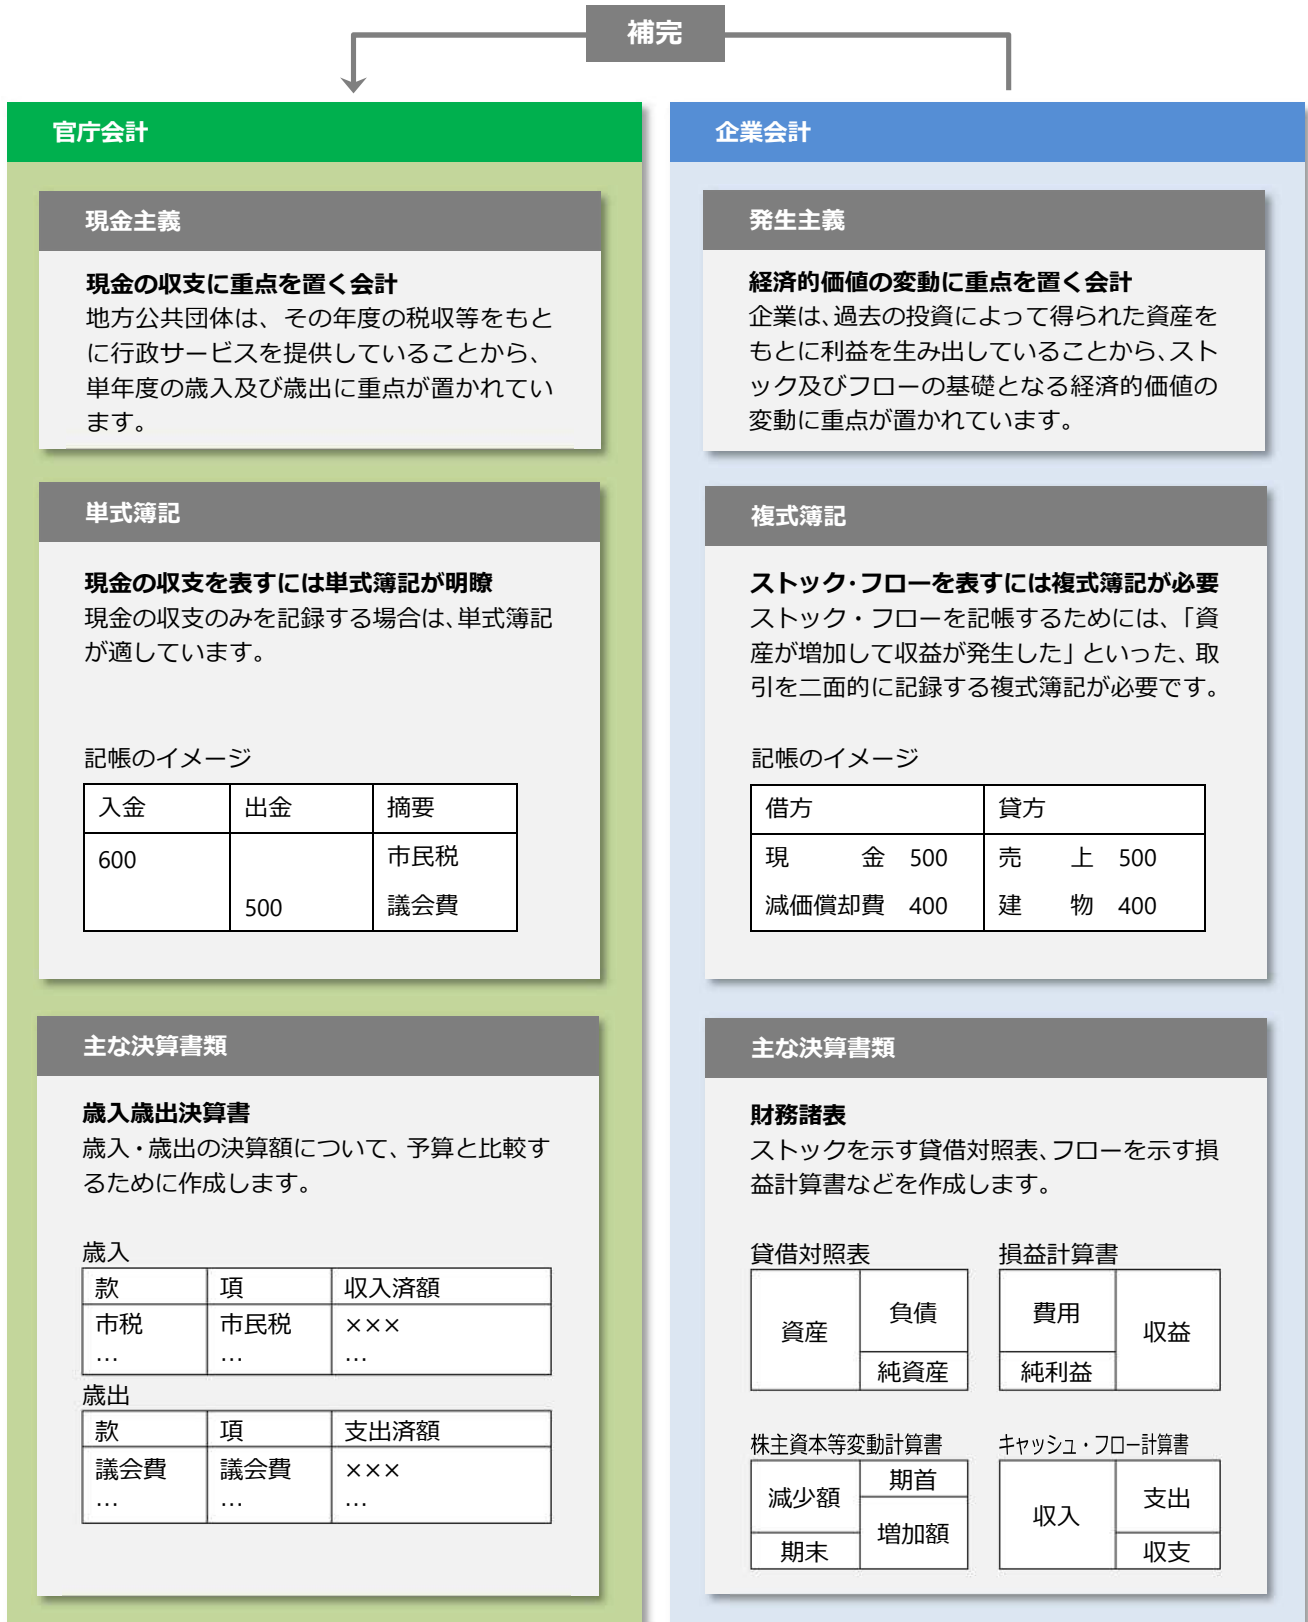 補完
官庁会計
現金主義
現金の収支に重点を置く会計
地方公共団体は、その年度の税収等をもと
に行政サービスを提供していることから、
単年度の歳入及び歳出に重点が置かれてい
ます。
単式簿記
現金の収支を表すには単式簿記が明瞭
現金の収支のみを記録する場合は、単式簿記
が適しています。
記帳のイメージ
入金 出金 摘要
600 市民税
500 議会費
主な決算書類
歳入歳出決算書
歳入・歳出の決算額について、予算と比較す
るために作成します。
歳入
款 項 収入済額
市税 市民税 ×××
… … …
歳出
款 項 支出済額
議会費 議会費 ×××
… … …
企業会計
発生主義
経済的価値の変動に重点を置く会計
企業は、過去の投資によって得られた資産を
もとに利益を生み出していることから、スト
ック及びフローの基礎となる経済的価値の
変動に重点が置かれています。
複式簿記
ストック・フローを表すには複式簿記が必要
ストック・フローを記帳するためには、「資
産が増加して収益が発生した」といった、取
引を二面的に記録する複式簿記が必要です。
記帳のイメージ
借方 貸方
現 金 500 売 上 500
減価償却費 400 建 物 400
主な決算書類
財務諸表
ストックを示す貸借対照表、フローを示す損
益計算書などを作成します。
貸借対照表
資産 負債
純資産
損益計算書
費用 収益
純利益
株主資本等変動計算書
減少額 期首
期末 増加額
キャッシュ・フロー計算書
収入 支出
収支